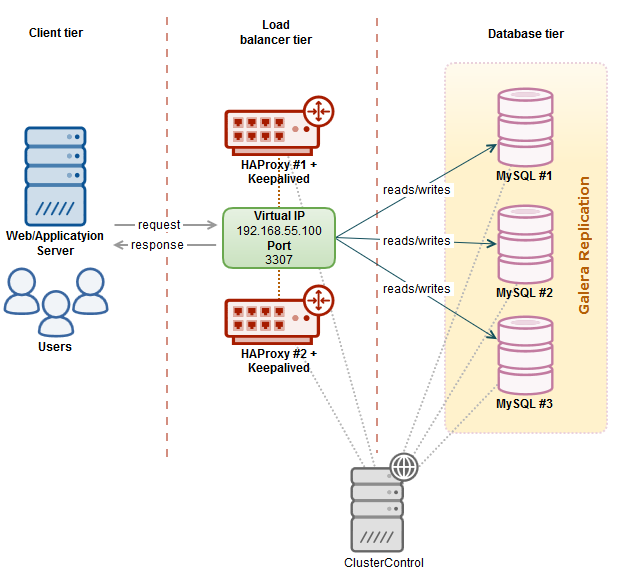 Client tier
Load
balancer tier
Database tier
HAProxy #1 +
Keepalived
MySQL #1
reads/writes
Virtual IP
192.168.55.100
Port
3307
request
response
Web/Applicatyion
Server
reads/writes
Galera Replication
MySQL #2
reads/writes
Users
HAProxy #2 +
Keepalived
MySQL #3
ClusterControl